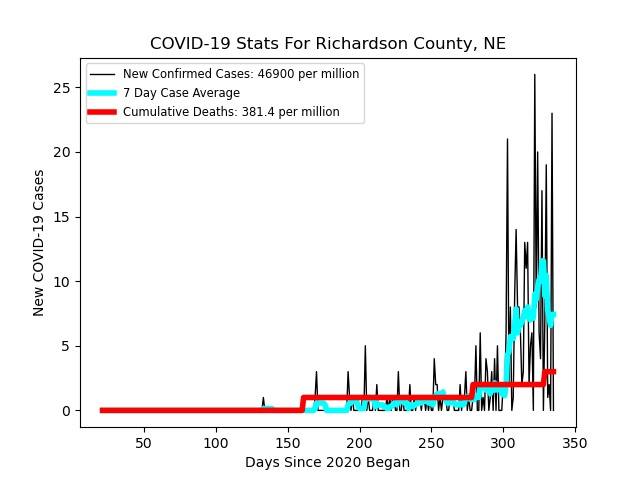 COVID-19 Stats For Richardson County, NE
New Confirmed Cases: 46900 per million
7 Day Case Average
Cumulative Deaths: 381.4 per million
New COVID-19 Cases
25
20
15
10
5
0
50 100 150 200 250 300 350
Days Since 2020 Began